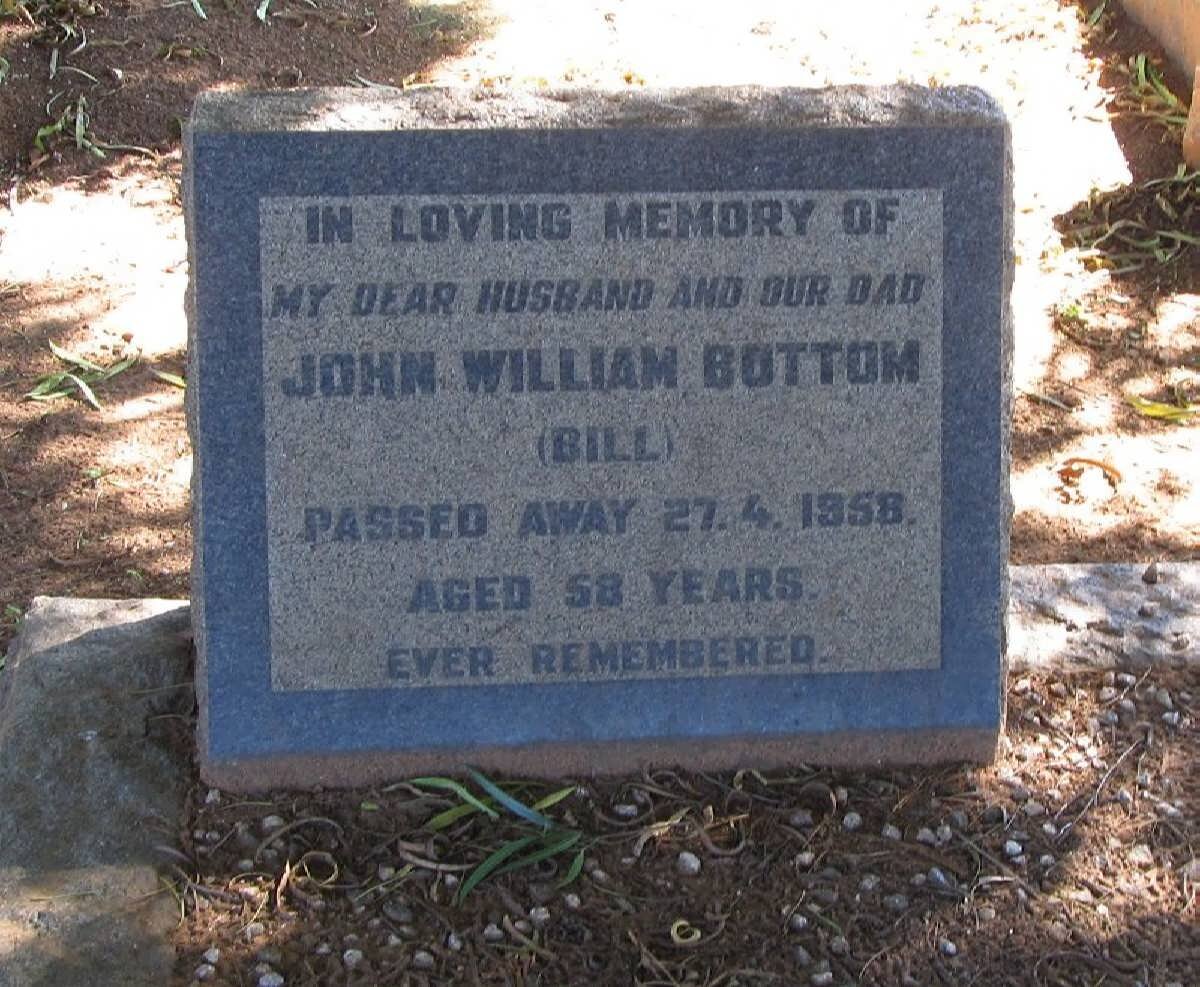 IN LOVING MEMORY OF
MY DEAR HUSBAND AND OUR DAD
JOHN WILLIAM BOTTOM
(BILL)
PASSED AWAY 27. 4. 1958.
AGED 58 YEARS.
EVER REMEMBERED.